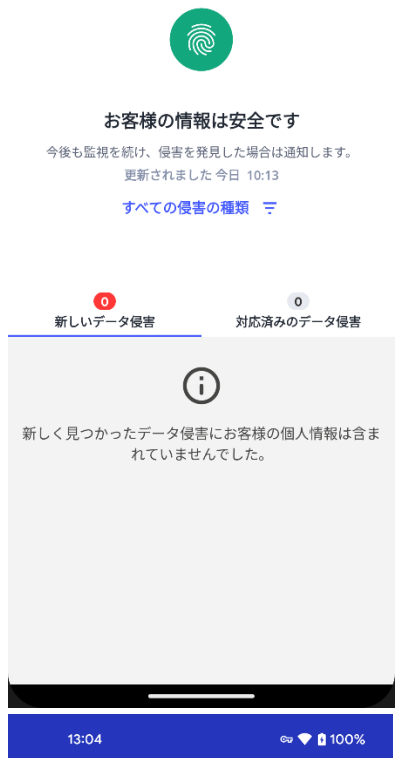 お客様の情報は安全です
今後も監視を続け、侵害を発見した場合は通知します。
更新されました 今日 10:13
すべての侵害の種類
0
新しいデータ侵害
0
対応済みのデータ侵害
新しく見つかったデータ侵害にお客様の個人情報は含ま
れていませんでした。
13:04
100%